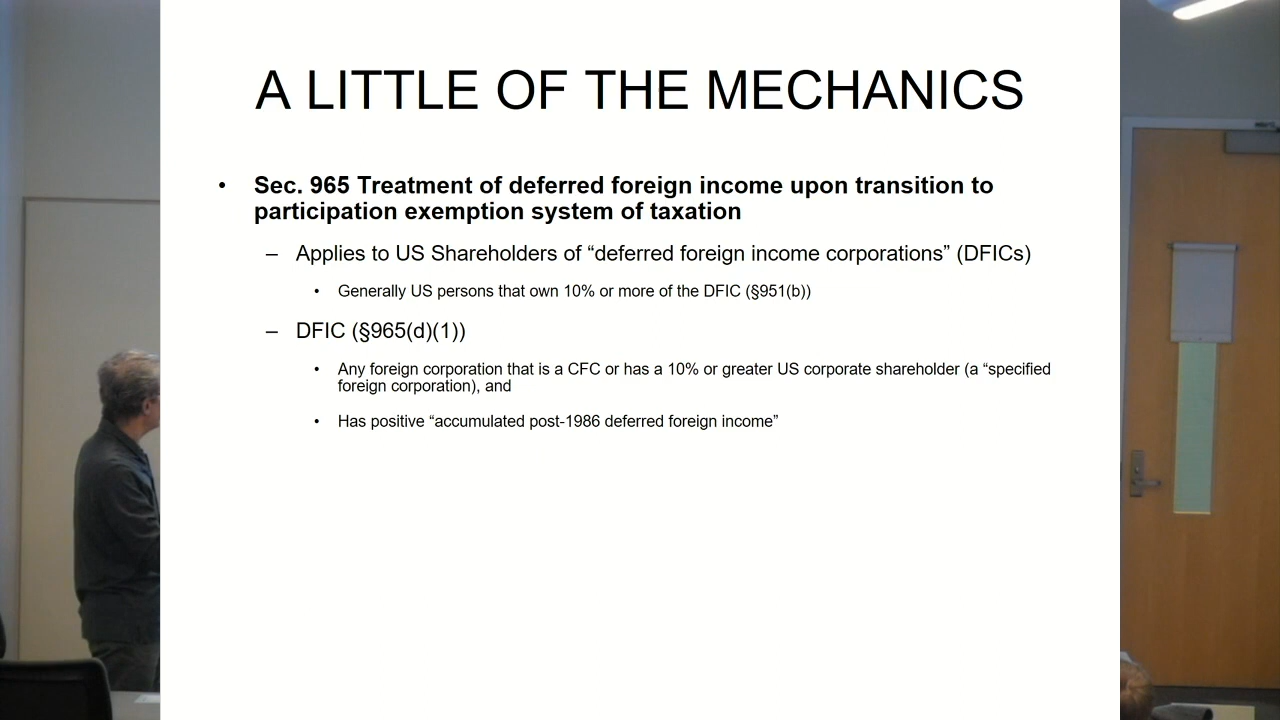 A LITTLE OF THE MECHANICS
• Sec. 965 Treatment of deferred foreign income upon transition to
participation exemption system of taxation
– Applies to US Shareholders of “deferred foreign income corporations” (DFICs)
• Generally US persons that own 10% or more of the DFIC (§951(b))
– DFIC (§965(d)(1))
• Any foreign corporation that is a CFC or has a 10% or greater US corporate shareholder (a “specified
foreign corporation), and
• Has positive “accumulated post-1986 deferred foreign income”